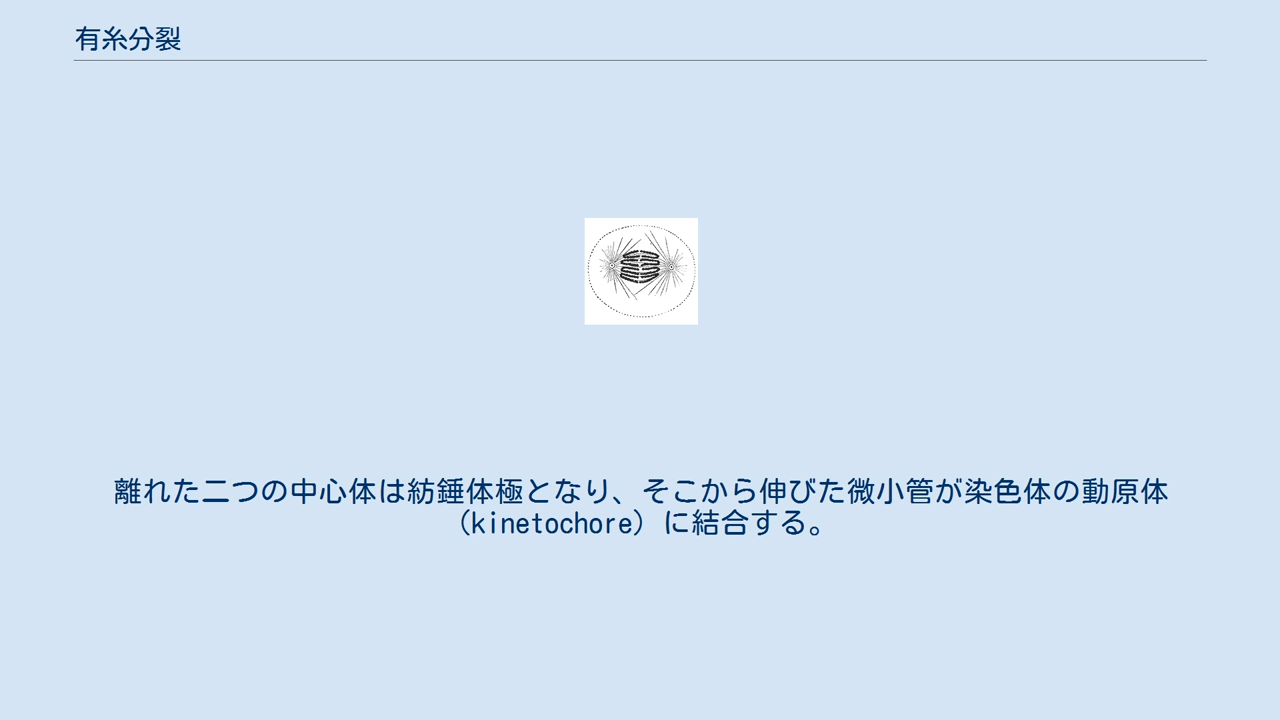 有糸分裂
離れた二つの中心体は紡錘体極となり、そこから伸びた微小管が染色体の動原体
（kinetochore）に結合する。